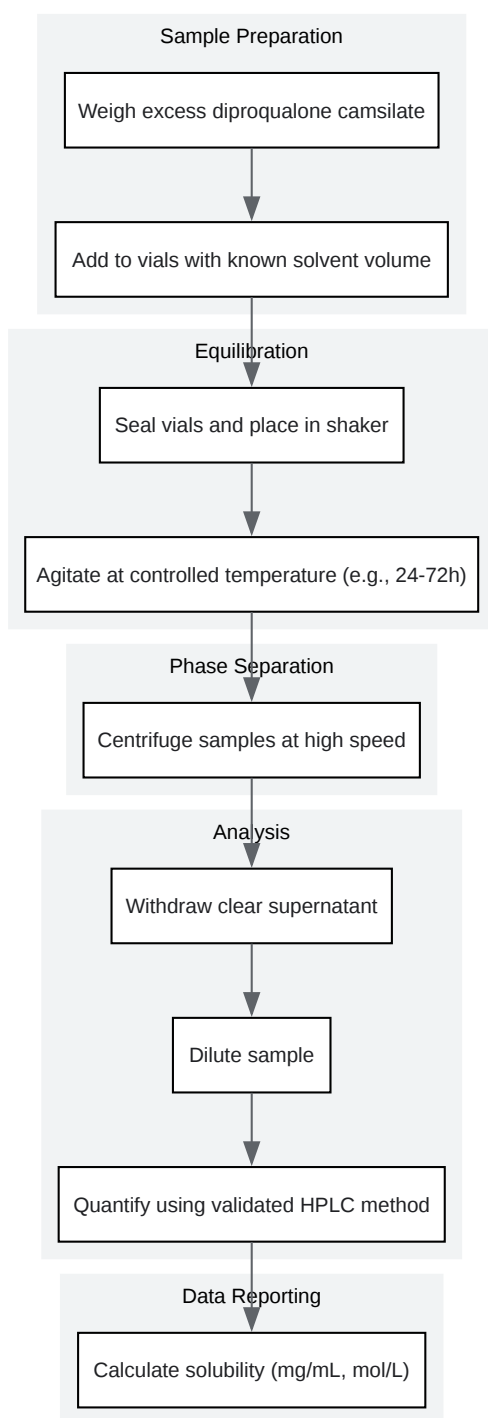 Sample Preparation
Weigh excess diproqualone camsilate
Add to vials with known solvent volume
Equilibration
Seal vials and place in shaker
Agitate at controlled temperature (e.g., 24-72h)
Phase Separation
Centrifuge samples at high speed
Analysis
Withdraw clear supernatant
Dilute sample
Quantify using validated HPLC method
Data Reporting
Calculate solubility (mg/mL, mol/L)